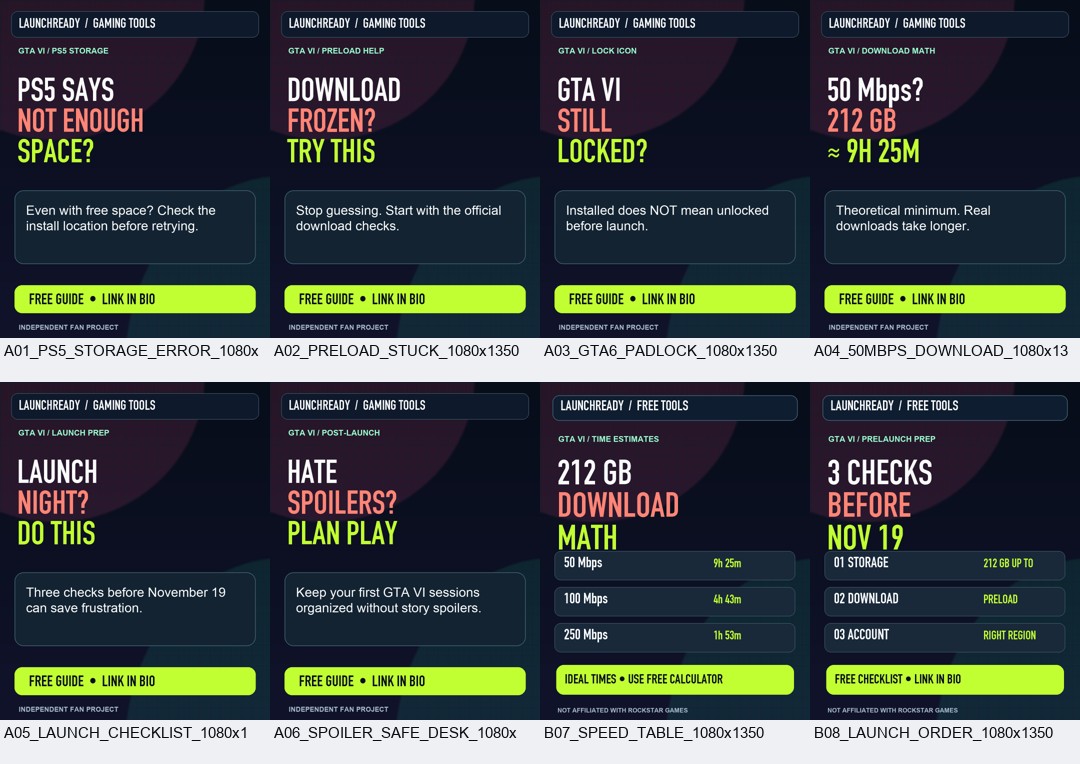 LAUNCHREADY / GAMING TOOLS
GTA VI / PS5 STORAGE
PS5 SAYS
NOT ENOUGH
SPACE?
Even with free space? Check the
install location before retrying.
FREE GUIDE • LINK IN BIO
INDEPENDENT FAN PROJECT
A01_PS5_STORAGE_ERROR_1080x
LAUNCHREADY / GAMING TOOLS
GTA VI / PRELOAD HELP
DOWNLOAD
FROZEN?
TRY THIS
Stop guessing. Start with the official
download checks.
FREE GUIDE • LINK IN BIO
INDEPENDENT FAN PROJECT
A02_PRELOAD_STUCK_1080x1350
LAUNCHREADY / GAMING TOOLS
GTA VI / LOCK ICON
GTA VI
STILL
LOCKED?
Installed does NOT mean unlocked
before launch.
FREE GUIDE • LINK IN BIO
INDEPENDENT FAN PROJECT
A03_GTA6_PADLOCK_1080x1350
LAUNCHREADY / GAMING TOOLS
GTA VI / DOWNLOAD MATH
50 Mbps?
212 GB
≈ 9H 25M
Theoretical minimum. Real
downloads take longer.
FREE GUIDE • LINK IN BIO
INDEPENDENT FAN PROJECT
A04_50MBPS_DOWNLOAD_1080x13
LAUNCHREADY / GAMING TOOLS
GTA VI / LAUNCH PREP
LAUNCH
NIGHT?
DO THIS
Three checks before November 19
can save frustration.
FREE GUIDE • LINK IN BIO
INDEPENDENT FAN PROJECT
A05_LAUNCH_CHECKLIST_1080x1
LAUNCHREADY / GAMING TOOLS
GTA VI / POST-LAUNCH
HATE
SPOILERS?
PLAN PLAY
Keep your first GTA VI sessions
organized without story spoilers.
FREE GUIDE • LINK IN BIO
INDEPENDENT FAN PROJECT
A06_SPOILER_SAFE_DESK_1080x
LAUNCHREADY / FREE TOOLS
GTA VI / TIME ESTIMATES
212 GB
DOWNLOAD
MATH
50 Mbps 9h 25m
100 Mbps 4h 43m
250 Mbps 1h 53m
IDEAL TIMES • USE FREE CALCULATOR
NOT AFFILIATED WITH ROCKSTAR GAMES
B07_SPEED_TABLE_1080x1350
LAUNCHREADY / FREE TOOLS
GTA VI / PRELAUNCH PREP
3 CHECKS
BEFORE
NOV 19
01 STORAGE 212 GB UP TO
02 DOWNLOAD PRELOAD
03 ACCOUNT RIGHT REGION
FREE CHECKLIST • LINK IN BIO
NOT AFFILIATED WITH ROCKSTAR GAMES
B08_LAUNCH_ORDER_1080x1350